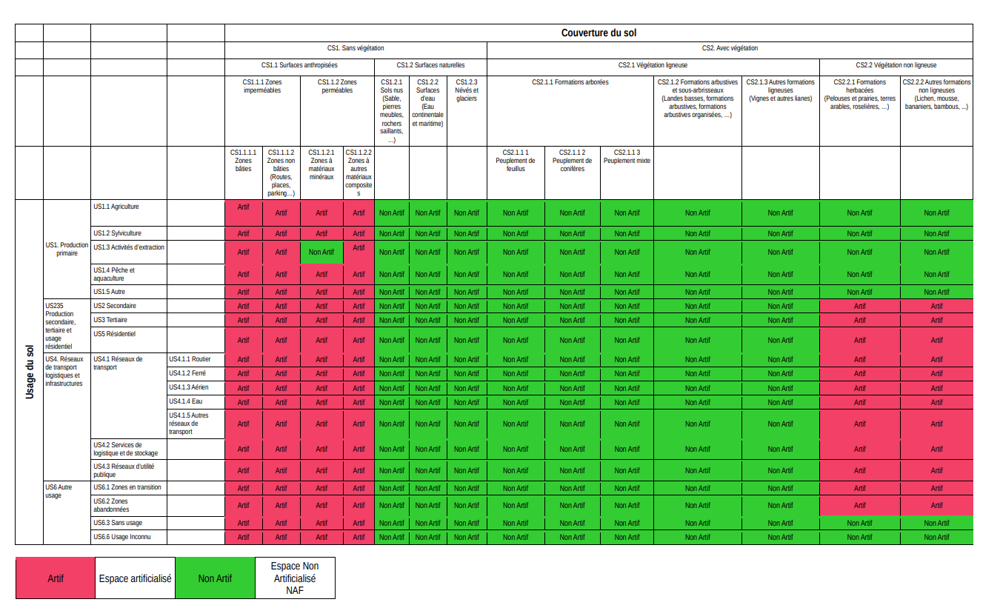 Couverture du sol
CS1. Sans végétation
CS2. Avec végétation
CS1.1 Surfaces anthropisées
CS1.2 Surfaces naturelles
CS2.1 Végétation ligneuse
CS2.2 Végétation non ligneuse
CS1.1.1 Zones
imperméables
CS1.1.2 Zones
perméables
CS1.2.1
Sols nus
(Sable,
pierres
meubles,
rochers
saillants,
…)
CS1.2.2
Surfaces
d'eau
(Eau
continentale
et maritime)
CS1.2.3
Névés et
glaciers
CS2.1.1 Formations arborées
CS2.1.2 Formations arbustives
et sous-arbrisseaux
(Landes basses, formations
arbustives, formations
arbustives organisées, …)
CS2.1.3 Autres formations
ligneuses
(Vignes et autres lianes)
CS2.2.1 Formations
herbacées
(Pelouses et prairies, terres
arables, roselières, …)
CS2.2.2 Autres formations
non ligneuses
(Lichen, mousse,
bananiers, bambous, ...)
CS1.1.1.1
Zones
bâties
CS1.1.1.2
Zones non
bâties
(Routes,
places,
parking…)
CS1.1.2.1
Zones à
matériaux
minéraux
CS1.1.2.2
Zones à
autres
matériaux
composite
s
CS2.1.1 1
Peuplement de
feuillus
CS2.1.1 2
Peuplement de
conifères
CS2.1.1 3
Peuplement mixte
Usage du sol
US1. Production
primaire
US1.1 Agriculture
Artif Artif Artif Artif Non Artif Non Artif Non Artif Non Artif Non Artif Non Artif Non Artif Non Artif Non Artif Non Artif
US1.2 Sylviculture
Artif Artif Artif Artif Non Artif Non Artif Non Artif Non Artif Non Artif Non Artif Non Artif Non Artif Non Artif Non Artif
US1.3 Activités d'extraction
Artif Artif Non Artif Artif Non Artif Non Artif Non Artif Non Artif Non Artif Non Artif Non Artif Non Artif Non Artif Non Artif
US1.4 Pêche et
aquaculture
Artif Artif Artif Artif Non Artif Non Artif Non Artif Non Artif Non Artif Non Artif Non Artif Non Artif Non Artif Non Artif
US1.5 Autre
Artif Artif Artif Artif Non Artif Non Artif Non Artif Non Artif Non Artif Non Artif Non Artif Non Artif Non Artif Non Artif
US235
Production
secondaire,
tertiaire et
usage
résidentiel
US2 Secondaire
Artif Artif Artif Artif Non Artif Non Artif Non Artif Non Artif Non Artif Non Artif Non Artif Non Artif Artif Artif
US3 Tertiaire
Artif Artif Artif Artif Non Artif Non Artif Non Artif Non Artif Non Artif Non Artif Non Artif Non Artif Artif Artif
US5 Résidentiel
Artif Artif Artif Artif Non Artif Non Artif Non Artif Non Artif Non Artif Non Artif Non Artif Non Artif Artif Artif
US4. Réseaux
de transport
logistiques et
infrastructures
US4.1 Réseaux de
transport
US4.1.1 Routier
Artif Artif Artif Artif Non Artif Non Artif Non Artif Non Artif Non Artif Non Artif Non Artif Non Artif Artif Artif
US4.1.2 Ferré
Artif Artif Artif Artif Non Artif Non Artif Non Artif Non Artif Non Artif Non Artif Non Artif Non Artif Artif Artif
US4.1.3 Aérien
Artif Artif Artif Artif Non Artif Non Artif Non Artif Non Artif Non Artif Non Artif Non Artif Non Artif Artif Artif
US4.1.4 Eau
Artif Artif Artif Artif Non Artif Non Artif Non Artif Non Artif Non Artif Non Artif Non Artif Non Artif Artif Artif
US4.1.5 Autres
réseaux de
transport
Artif Artif Artif Artif Non Artif Non Artif Non Artif Non Artif Non Artif Non Artif Non Artif Non Artif Artif Artif
US4.2 Services de
logistique et de stockage
Artif Artif Artif Artif Non Artif Non Artif Non Artif Non Artif Non Artif Non Artif Non Artif Non Artif Artif Artif
US4.3 Réseaux d'utilité
publique
Artif Artif Artif Artif Non Artif Non Artif Non Artif Non Artif Non Artif Non Artif Non Artif Non Artif Artif Artif
US6 Autre
usage
US6.1 Zones en transition
Artif Artif Artif Artif Non Artif Non Artif Non Artif Non Artif Non Artif Non Artif Non Artif Non Artif Artif Artif
US6.2 Zones
abandonnées
Artif Artif Artif Artif Non Artif Non Artif Non Artif Non Artif Non Artif Non Artif Non Artif Non Artif Artif Artif
US6.3 Sans usage
Artif Artif Artif Artif Non Artif Non Artif Non Artif Non Artif Non Artif Non Artif Non Artif Non Artif Non Artif Non Artif
US6.6 Usage Inconnu
Artif Artif Artif Artif Non Artif Non Artif Non Artif Non Artif Non Artif Non Artif Non Artif Non Artif Non Artif Non Artif
Artif
Espace artificialisé
Non Artif
Espace Non
Artificialisé
NAF